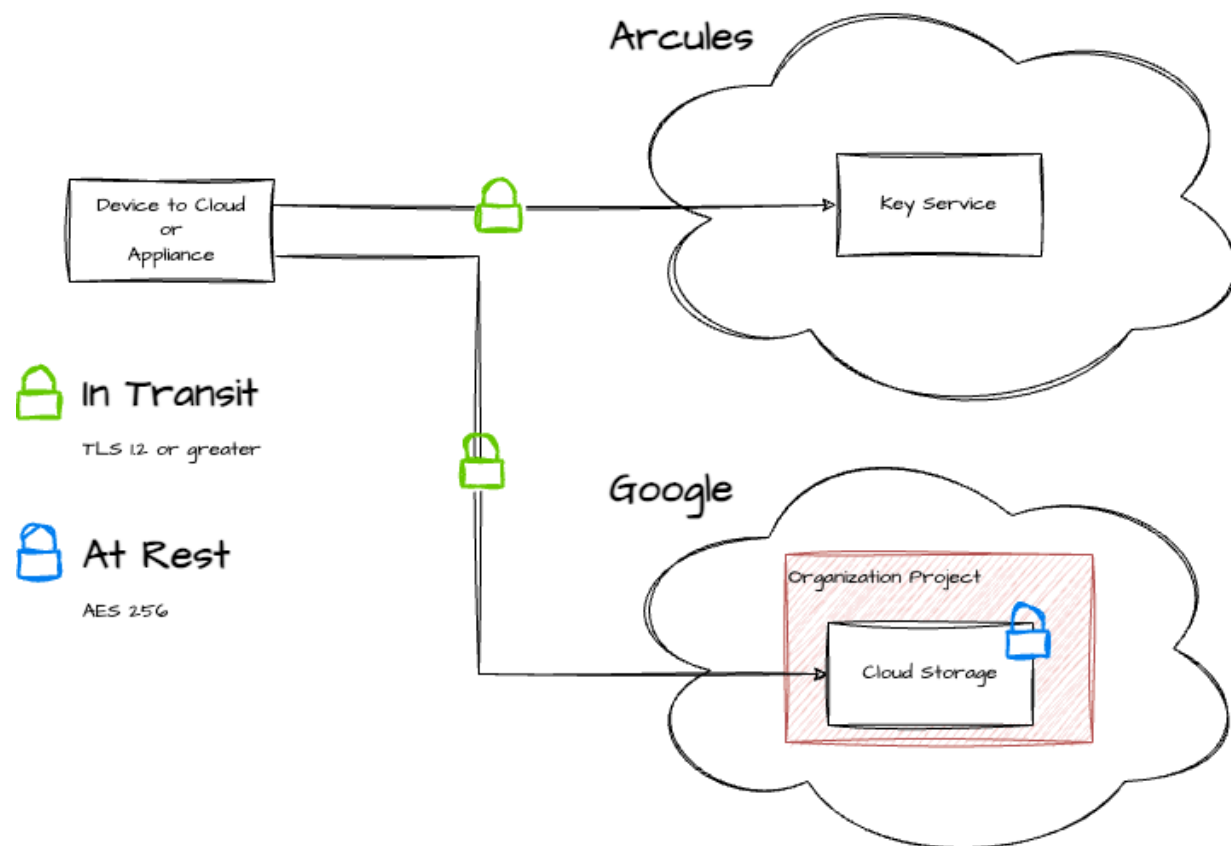 Arcules
Device to Cloud
or
Appliance
Key Service
In Transit
TLS 1.2 or greater
Google
At Rest
AES 256
Organization Project
Cloud Storage